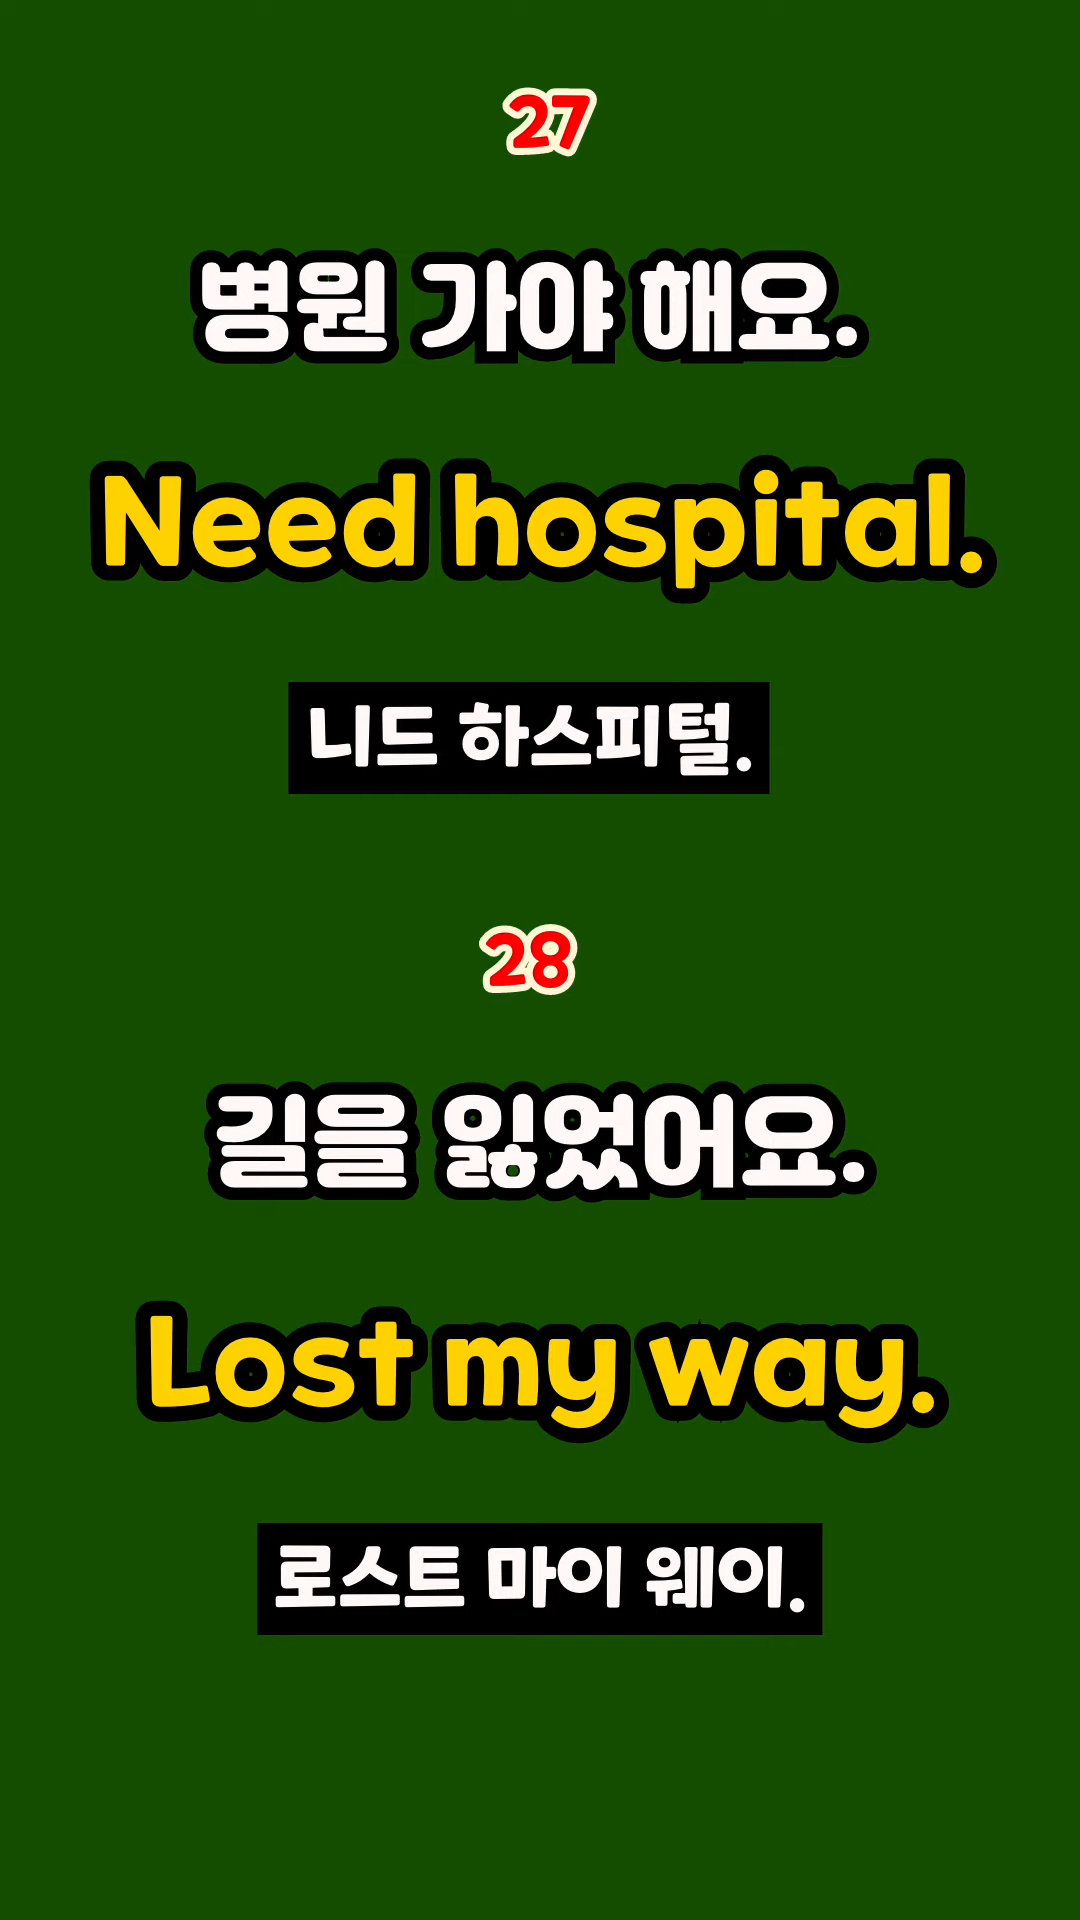 27
병원 가야 해요.
Need hospital.
니드 하스피털.
28
길을 잃었어요.
Lost my way.
로스트 마이 웨이.